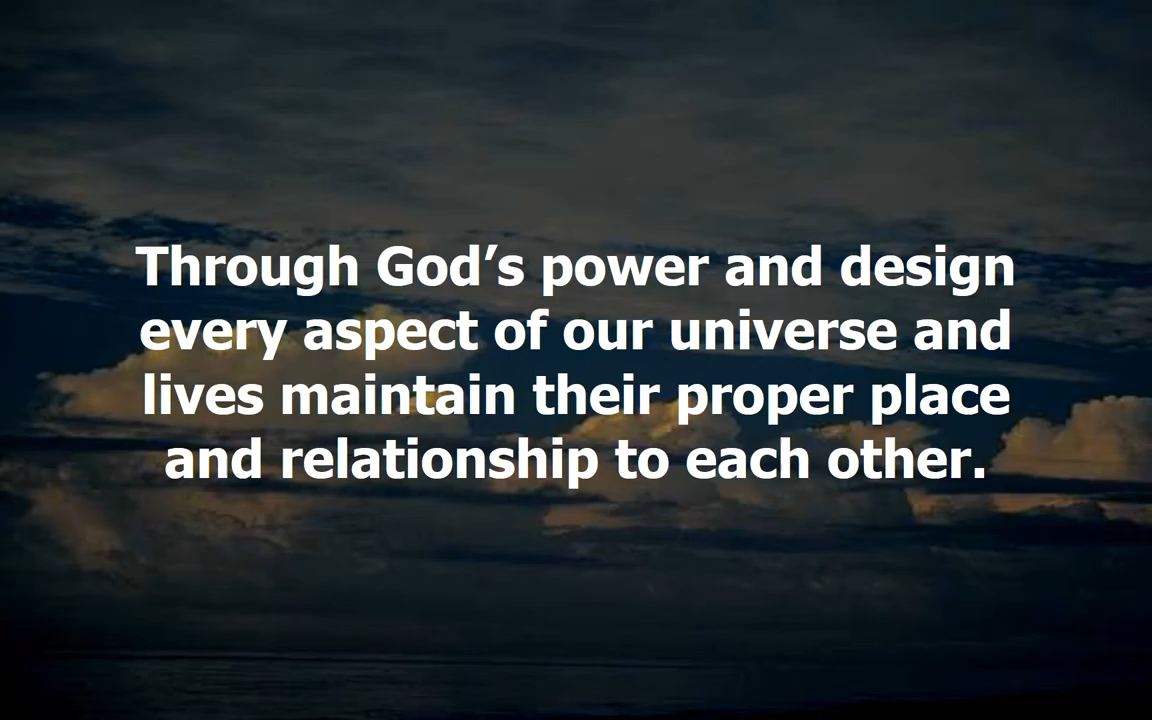 Through God’s power and design
every aspect of our universe and
lives maintain their proper place
and relationship to each other.